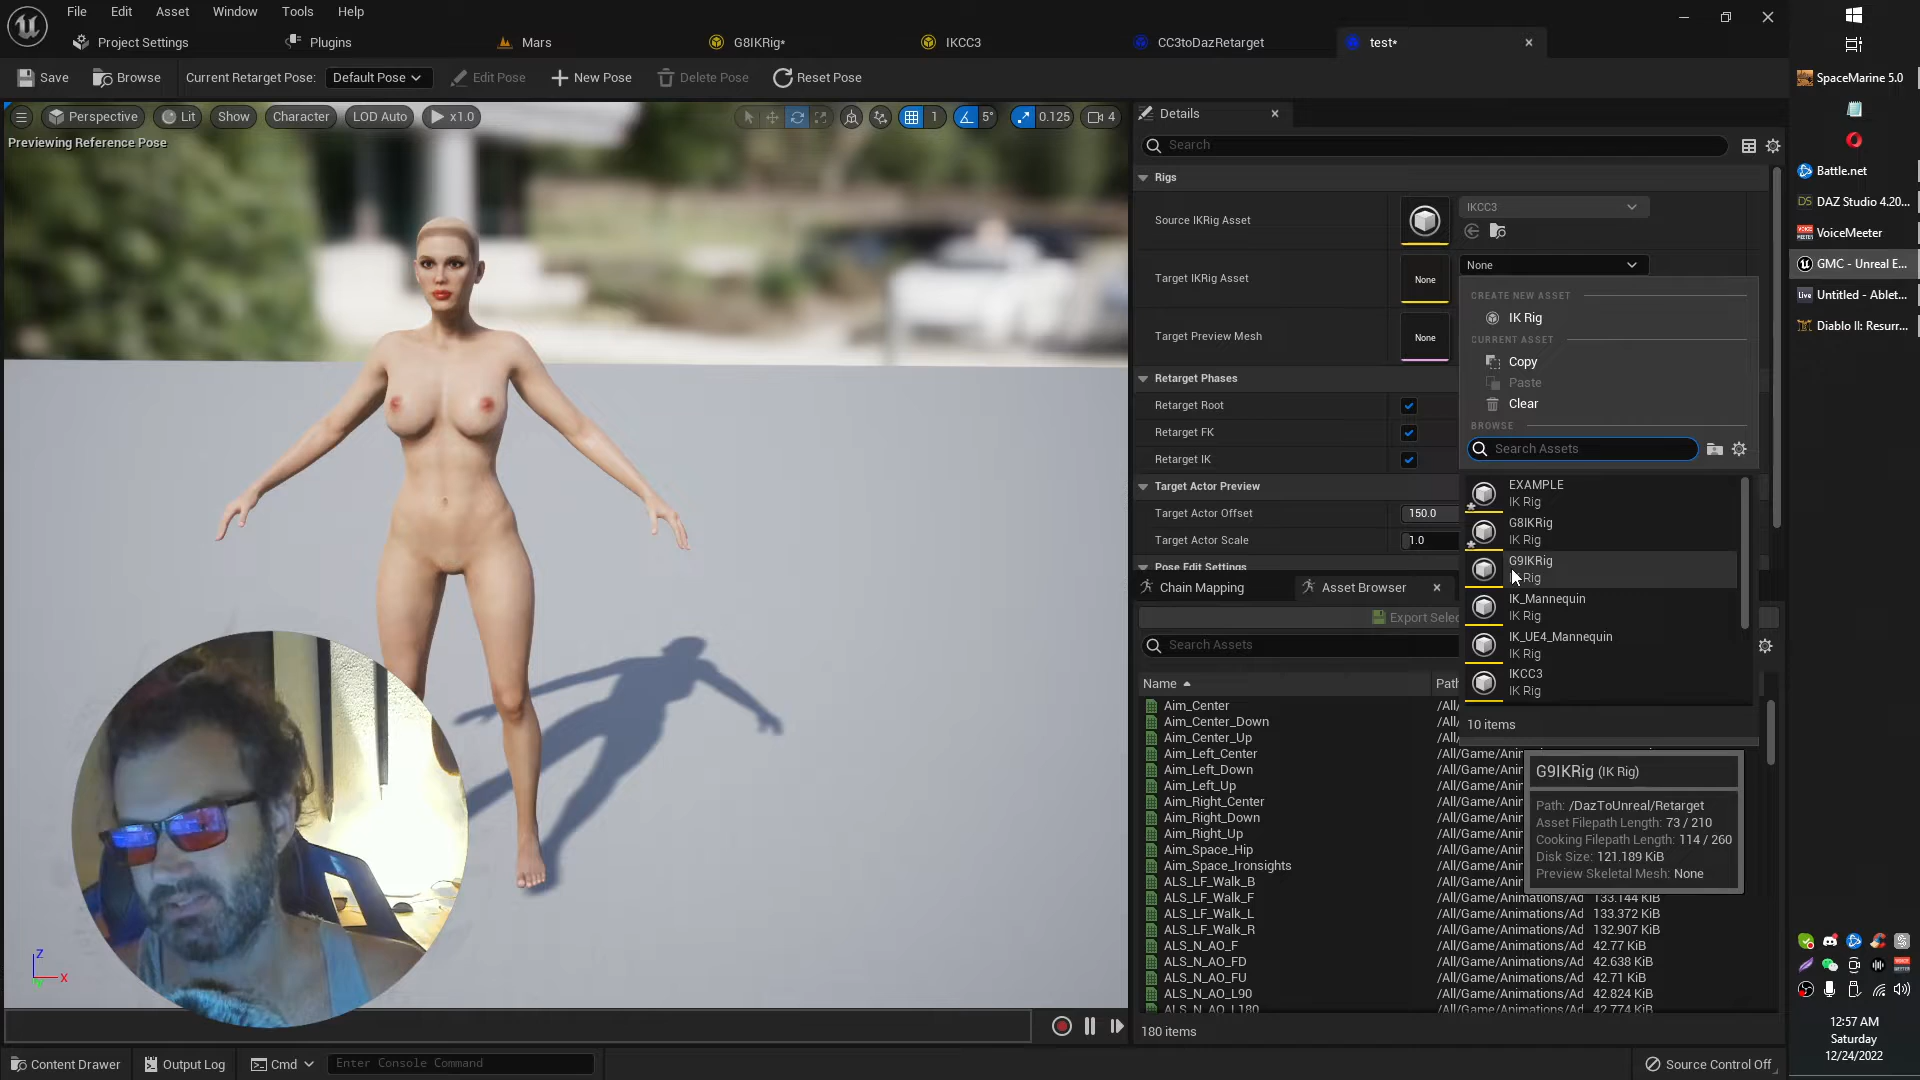 File Edit Asset Window Tools Help
Project Settings Plugins Mars G8IKRig* IKCC3 CC3toDazRetarget test*
Save Browse Current Retarget Pose: Default Pose Edit Pose New Pose Delete Pose Reset Pose
Perspective Lit Show Character LOD Auto x1.0 1 5° 0.125 4
Previewing Reference Pose
Details
Search
Rigs
Source IKRig Asset IKCC3
Target IKRig Asset None None
Target Preview Mesh None
Retarget Phases
Retarget Root
Retarget FK
Retarget IK
Target Actor Preview
Target Actor Offset 150.0
Target Actor Scale 1.0
Pose Edit Settings
CREATE NEW ASSET
IK Rig
CURRENT ASSET
Copy
Paste
Clear
BROWSE
Search Assets
EXAMPLE
IK Rig
G8IKRig
IK Rig
G9IKRig
Rig
IK_Mannequin
IK Rig
IK_UE4_Mannequin
IK Rig
IKCC3
IK Rig
10 items
G9IKRig (IK Rig)
Path: /DazToUnreal/Retarget
Asset Filepath Length: 73 / 210
Cooking Filepath Length: 114 / 260
Disk Size: 121.189 KiB
Preview Skeletal Mesh: None
Chain Mapping Asset Browser
Export Selec
Search Assets
Name Path
Aim_Center /All/
Aim_Center_Down /All/
Aim_Center_Up /All/
Aim_Left_Center /All/Game/Anir
Aim_Left_Down /All/Game/Anir
Aim_Left_Up /All/Game/Anir
Aim_Right_Center /All/Game/Anir
Aim_Right_Down /All/Game/Anir
Aim_Right_Up /All/Game/Anir
Aim_Space_Hip /All/Game/Anir
Aim_Space_Ironsights /All/Game/Anir
ALS_LF_Walk_B /All/Game/Anir
ALS_LF_Walk_F /All/Game/Animations/Ad 133.144 KiB
ALS_LF_Walk_L /All/Game/Animations/Ad 133.372 KiB
ALS_LF_Walk_R /All/Game/Animations/Ad 132.907 KiB
ALS_N_AO_F /All/Game/Animations/Ad 42.77 KiB
ALS_N_AO_FD /All/Game/Animations/Ad 42.638 KiB
ALS_N_AO_FU /All/Game/Animations/Ad 42.71 KiB
ALS_N_AO_L90 /All/Game/Animations/Ad 42.824 KiB
ALS_N_AO_L180 /All/Game/Animations/Ad 42.774 KiB
180 items
Z
X
Content Drawer Output Log Cmd Enter Console Command Source Control Off
SpaceMarine 5.0
Battle.net
DAZ Studio 4.20...
VoiceMeeter
GMC - Unreal E...
Untitled - Ablet...
Diablo II: Resurr...
12:57 AM
Saturday
12/24/2022